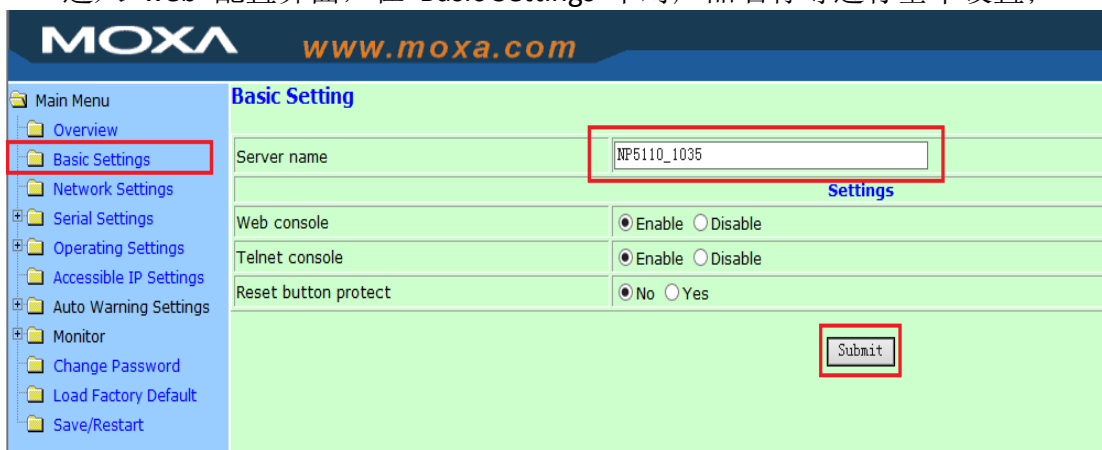 MOXA www.moxa.com
Main Menu
Overview
Basic Settings
Network Settings
Serial Settings
Operating Settings
Accessible IP Settings
Auto Warning Settings
Monitor
Change Password
Load Factory Default
Save/Restart
Basic Setting
Server name NP5110_1035
Settings
Web console Enable Disable
Telnet console Enable Disable
Reset button protect No Yes
Submit